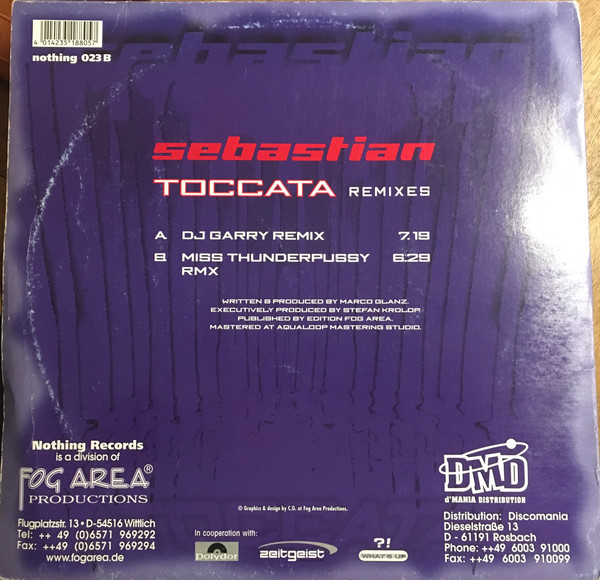 sebastian
4 014235 188057
nothing 023 B
sebastian
TOCCATA REMIXES
A. DJ GARRY REMIX 7.19
B. MISS THUNDERPUSSY 6:29
RMX
WRITTEN & PRODUCED BY MARCO GLANZ.
EXECUTIVELY PRODUCED BY STEFAN KROLOP.
PUBLISHED BY EDITION FOG AREA.
MASTERED AT AQUALOOP MASTERING STUDIO.
Nothing Records
is a division of
FOG AREA®
PRODUCTIONS
Flugplatzstr. 13 • D-54516 Wittlich
Tel: ++ 49 (0)6571 969292
Fax: ++ 49 (0)6571 969294
www.fogarea.de
© Graphics & design by C.G. at Fog Area Productions.
In cooperation with:
polydor
zeitgeist
?!
WHAT'S UP
DMD
d'MANIA DISTRIBUTION
Distribution: Discomania
Dieselstraße 13
D - 61191 Rosbach
Phone: ++49 6003 91000
Fax: ++49 6003 910099